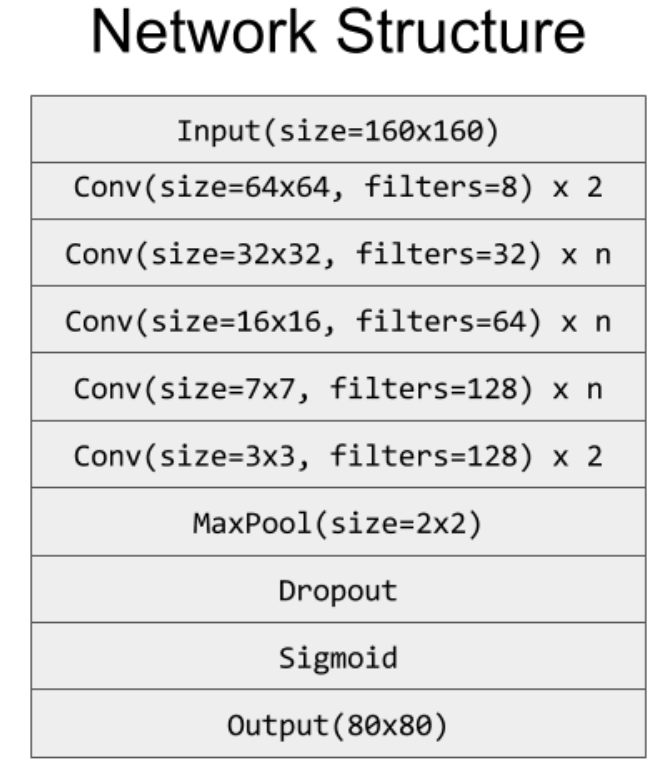 Network Structure
Input(size=160x160)
Conv(size=64x64, filters=8) x 2
Conv(size=32x32, filters=32) x n
Conv(size=16x16, filters=64) x n
Conv(size=7x7, filters=128) x n
Conv(size=3x3, filters=128) x 2
MaxPool(size=2x2)
Dropout
Sigmoid
Output(80x80)